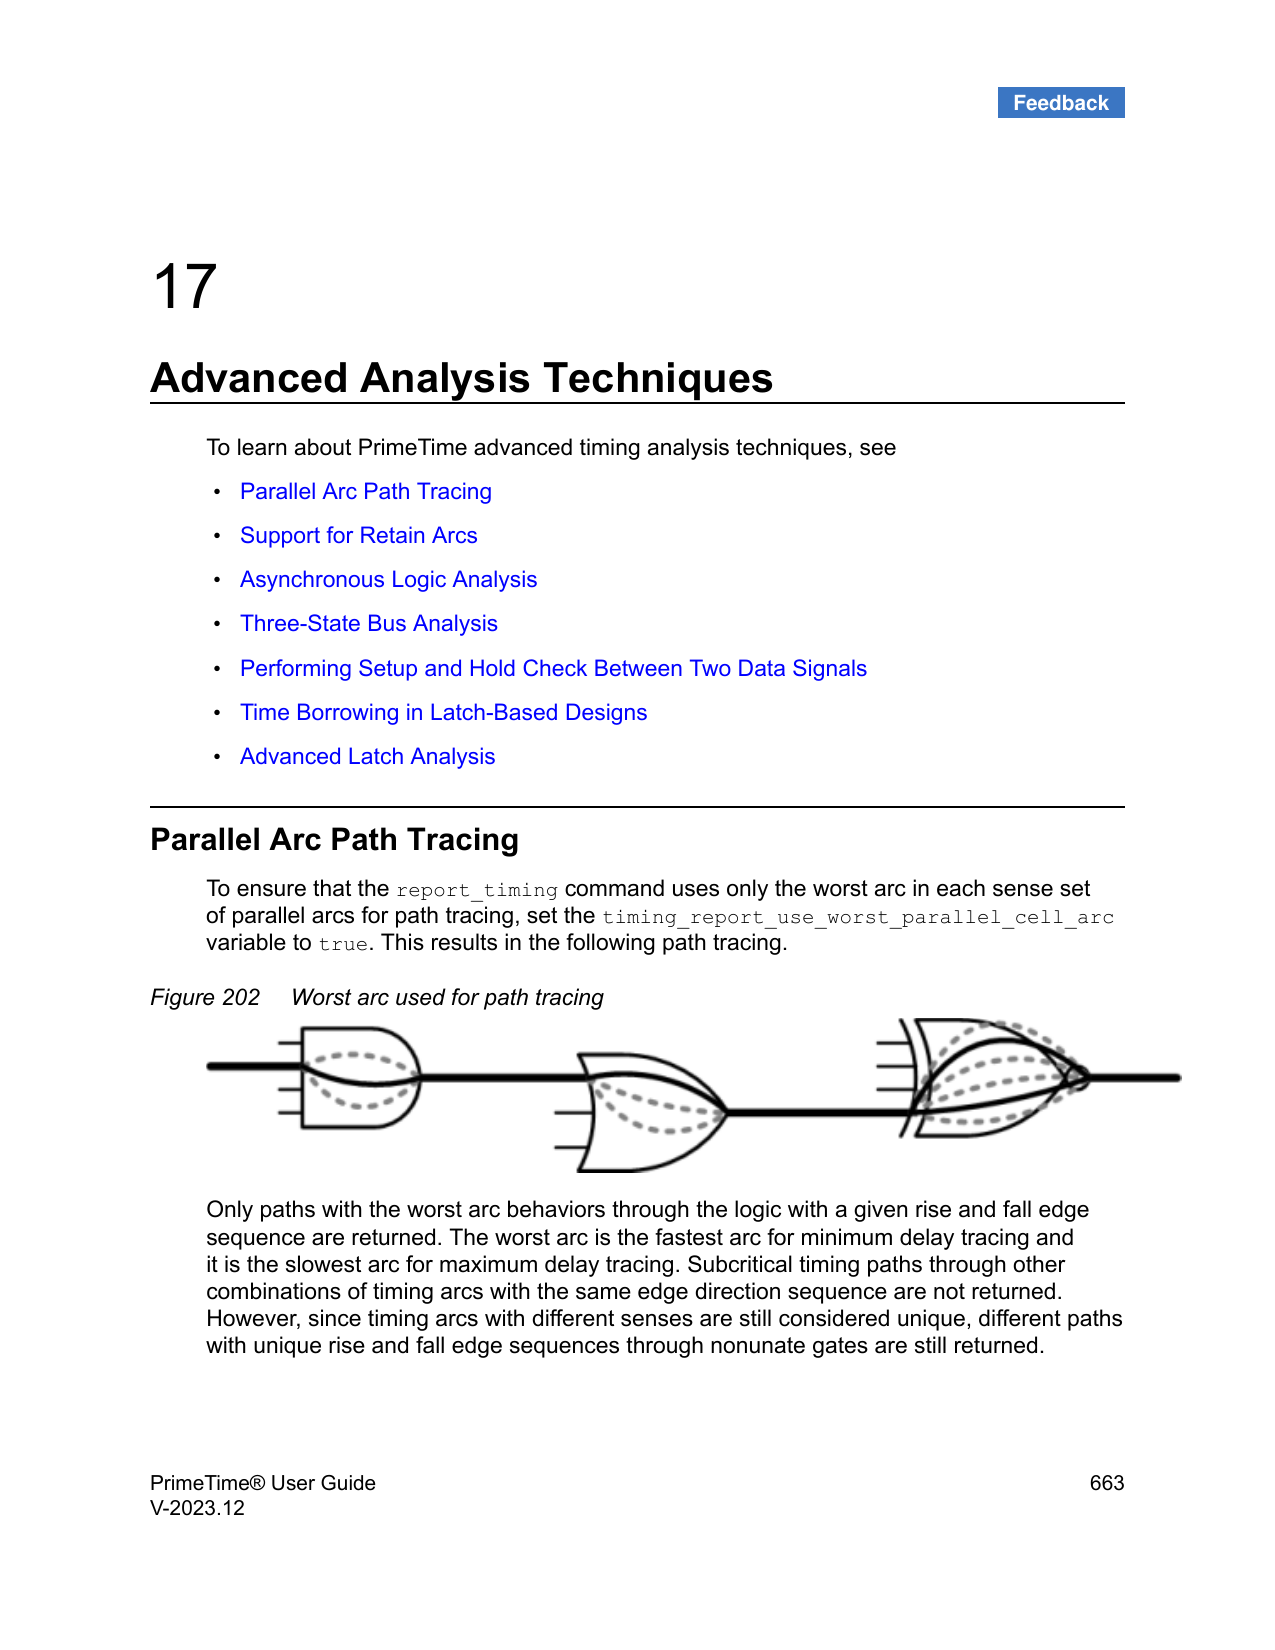 Feedback
17
Advanced Analysis Techniques
To learn about PrimeTime advanced timing analysis techniques, see
• Parallel Arc Path Tracing
• Support for Retain Arcs
• Asynchronous Logic Analysis
• Three-State Bus Analysis
• Performing Setup and Hold Check Between Two Data Signals
• Time Borrowing in Latch-Based Designs
• Advanced Latch Analysis
Parallel Arc Path Tracing
To ensure that the report_timing command uses only the worst arc in each sense set
of parallel arcs for path tracing, set the timing_report_use_worst_parallel_cell_arc
variable to true. This results in the following path tracing.
Figure 202 Worst arc used for path tracing
Only paths with the worst arc behaviors through the logic with a given rise and fall edge
sequence are returned. The worst arc is the fastest arc for minimum delay tracing and
it is the slowest arc for maximum delay tracing. Subcritical timing paths through other
combinations of timing arcs with the same edge direction sequence are not returned.
However, since timing arcs with different senses are still considered unique, different paths
with unique rise and fall edge sequences through nonunate gates are still returned.
PrimeTime® User Guide 663
V-2023.12